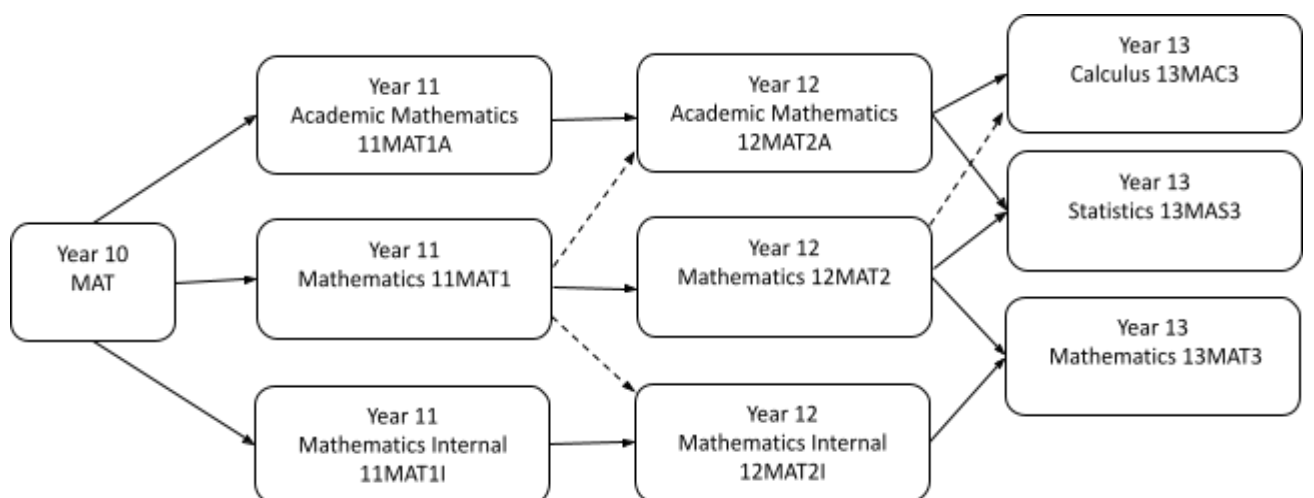 Year 10
MAT
Year 11
Academic Mathematics
11MAT1A
Year 11
Mathematics 11MAT1
Year 11
Mathematics Internal
11MAT1I
Year 12
Academic Mathematics
12MAT2A
Year 12
Mathematics 12MAT2
Year 12
Mathematics Internal
12MAT2I
Year 13
Calculus 13MAC3
Year 13
Statistics 13MAS3
Year 13
Mathematics 13MAT3